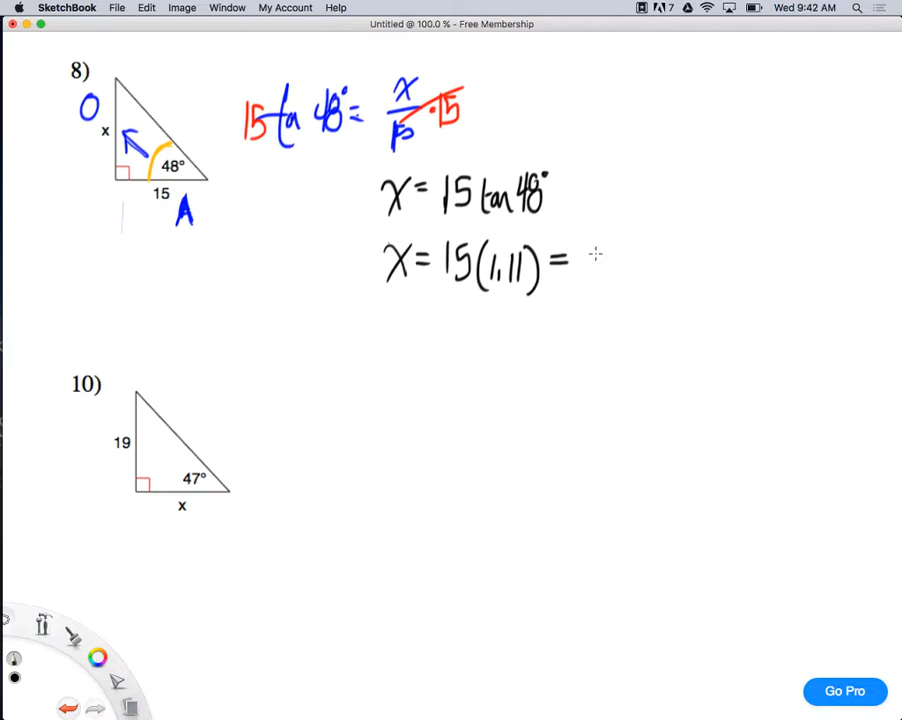 SketchBook File Edit Image Window My Account Help 7 Wed 9:42 AM
Untitled @ 100.0 % - Free Membership
8)
O
x
48°
15
A
15 tan 48° = x/15 · 15
x = 15 tan 48°
x = 15(1.11) =
10)
19
47°
x
Go Pro